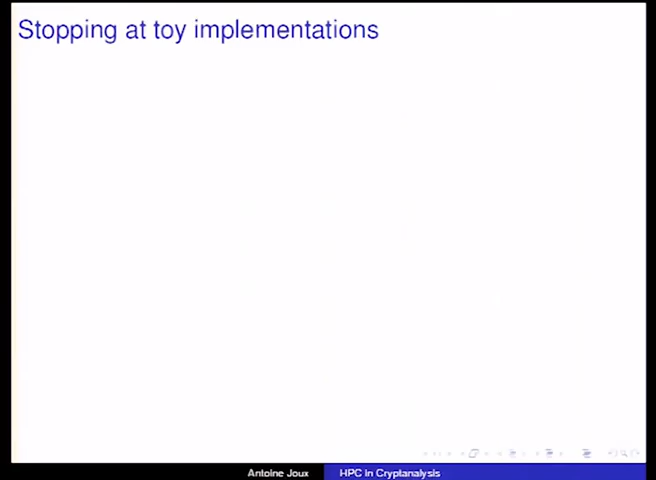 Stopping at toy implementations
Antoine Joux
HPC in Cryptanalysis